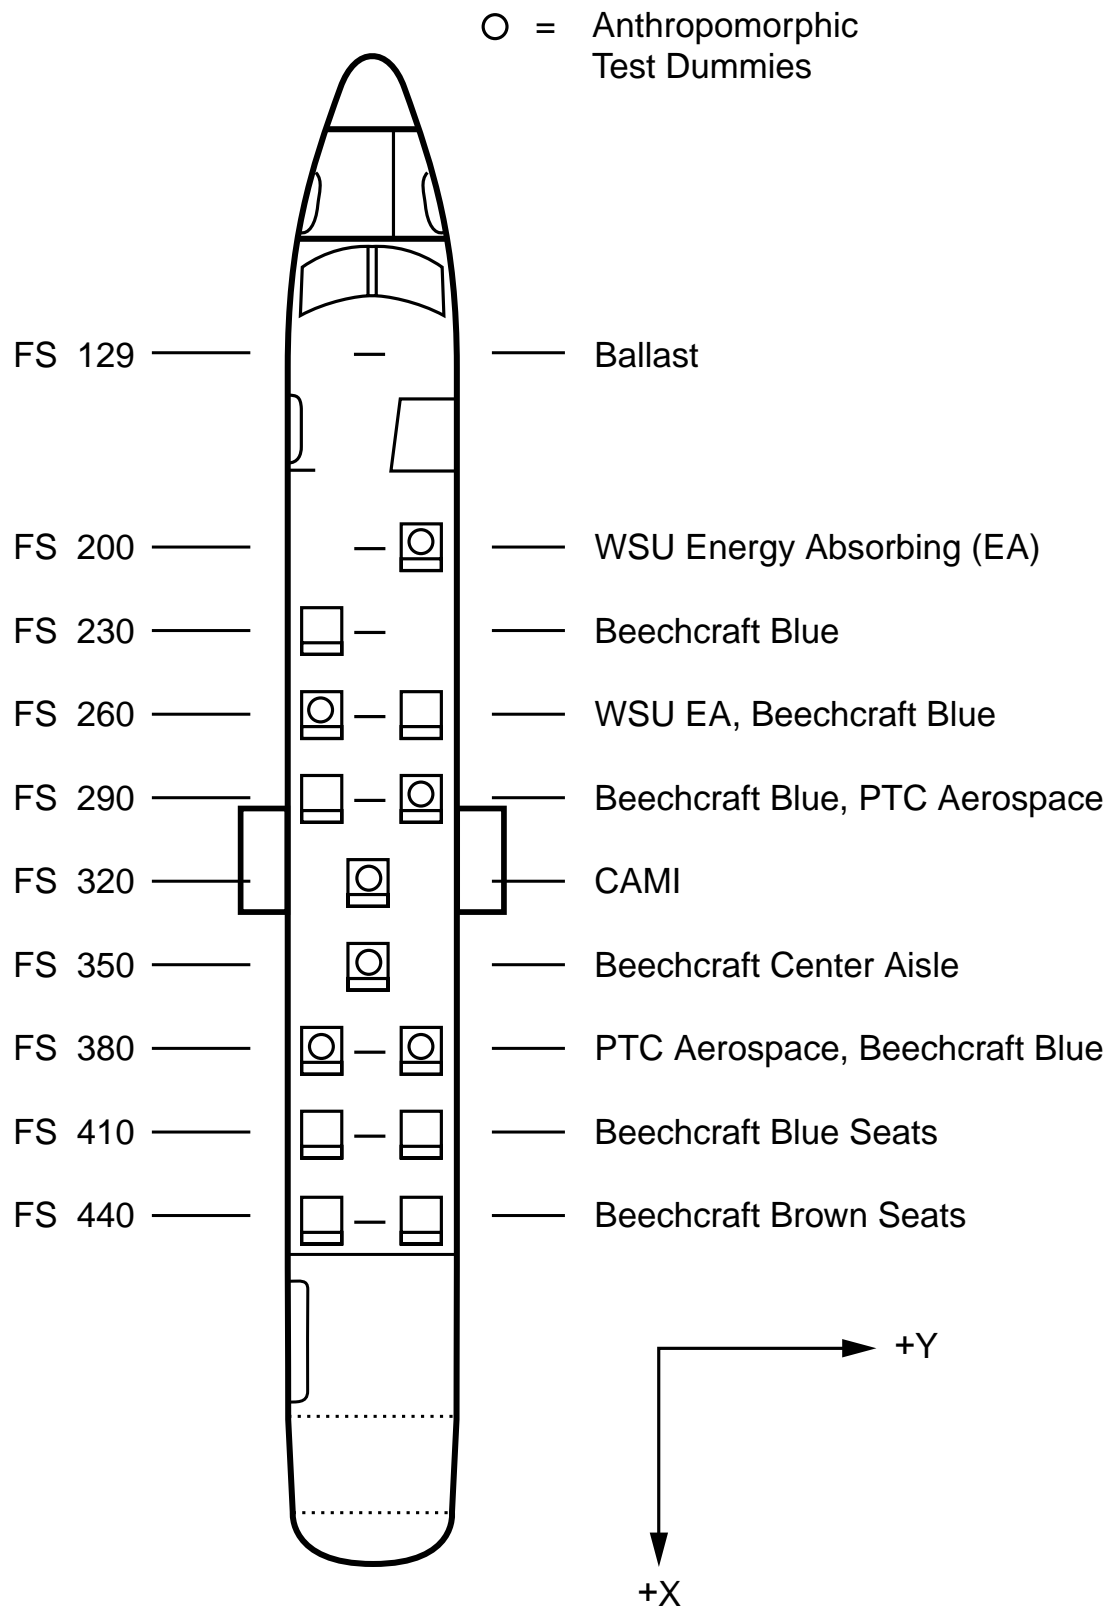 = Anthropomorphic
Test Dummies
FS 129 Ballast
FS 200 WSU Energy Absorbing (EA)
FS 230 Beechcraft Blue
FS 260 WSU EA, Beechcraft Blue
FS 290 Beechcraft Blue, PTC Aerospace
FS 320 CAMI
FS 350 Beechcraft Center Aisle
FS 380 PTC Aerospace, Beechcraft Blue
FS 410 Beechcraft Blue Seats
FS 440 Beechcraft Brown Seats
+Y
+X